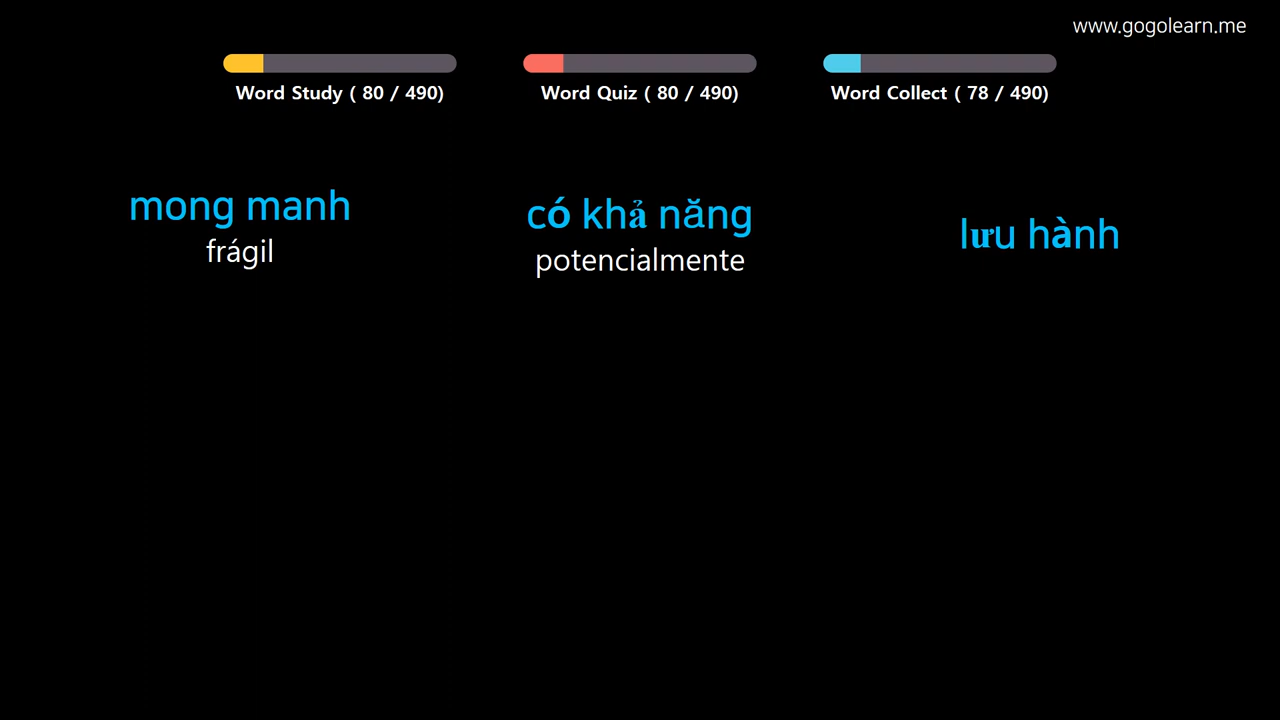 www.gogolearn.me
Word Study ( 80 / 490)
Word Quiz ( 80 / 490)
Word Collect ( 78 / 490)
mong manh
frágil
có khả năng
potencialmente
lưu hành